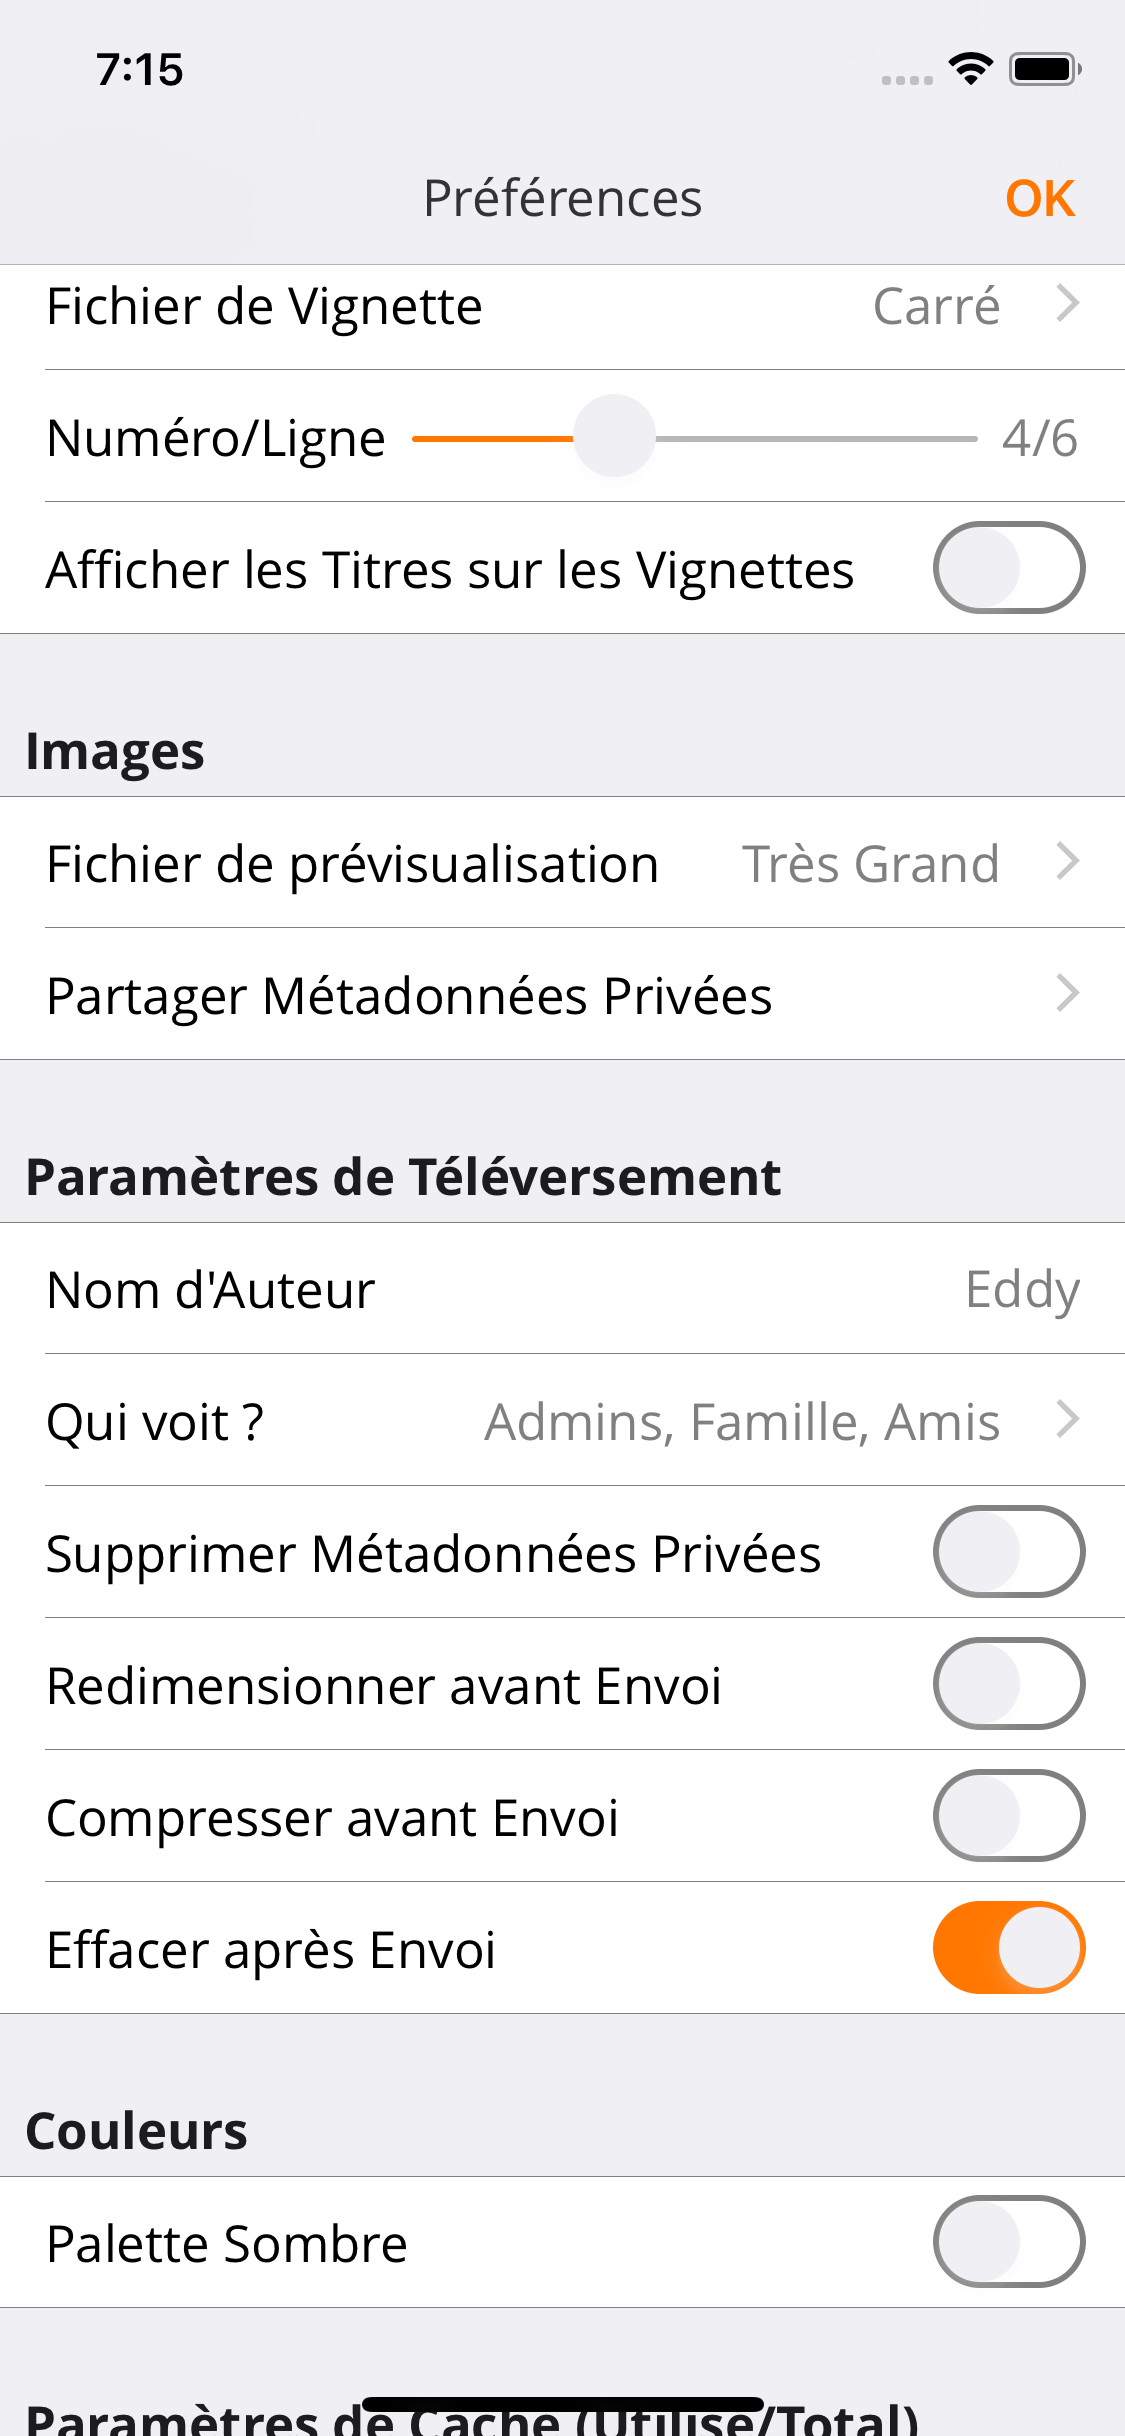 7:15
Préférences
OK
Fichier de Vignette
Carré
Numéro/Ligne
4/6
Afficher les Titres sur les Vignettes
Images
Fichier de prévisualisation
Très Grand
Partager Métadonnées Privées
Paramètres de Téléversement
Nom d'Auteur
Eddy
Qui voit ?
Admins, Famille, Amis
Supprimer Métadonnées Privées
Redimensionner avant Envoi
Compresser avant Envoi
Effacer après Envoi
Couleurs
Palette Sombre
Paramètres de Cache (Utilisé/Total)